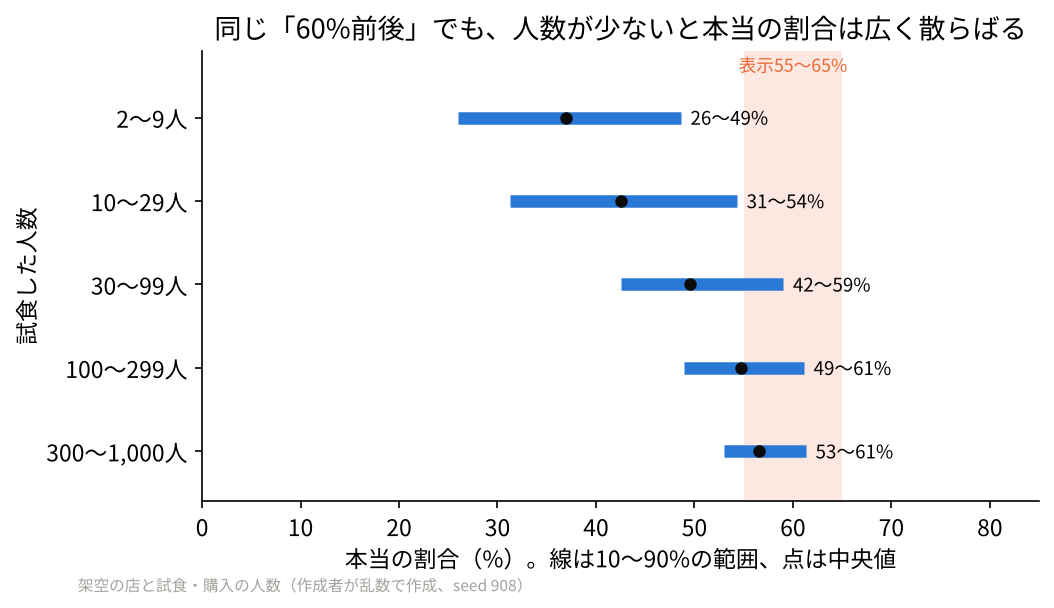 同じ「60%前後」でも、人数が少ないと本当の割合は広く散らばる
表示55〜65%
2〜9人
26〜49%
10〜29人
31〜54%
30〜99人
42〜59%
100〜299人
49〜61%
300〜1,000人
53〜61%
試食した人数
0 10 20 30 40 50 60 70 80
本当の割合（%）。線は10〜90%の範囲、点は中央値
架空の店と試食・購入の人数（作成者が乱数で作成、seed 908）